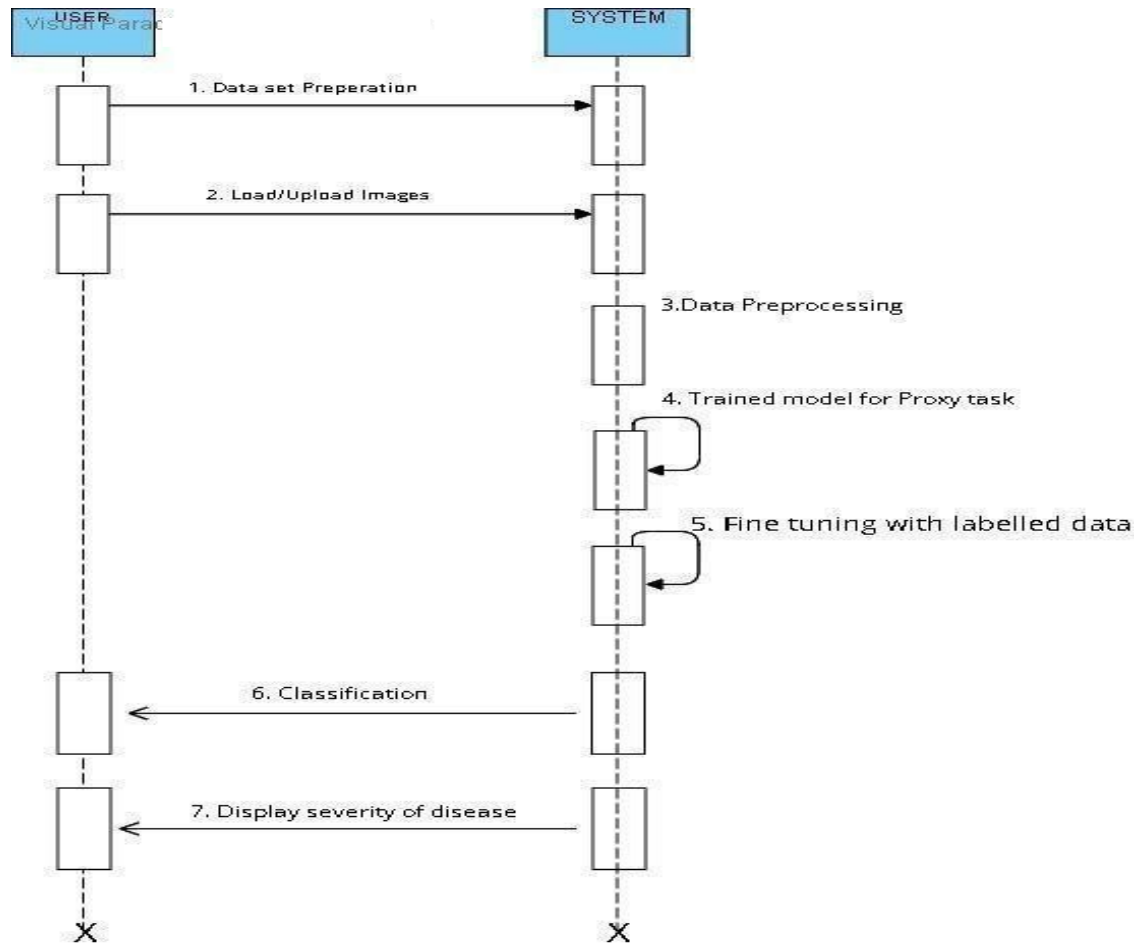 USER
Visual Parac
SYSTEM
1. Data set Preperation
2. Load/Upload Images
3.Data Preprocessing
4. Trained model for Proxy task
5. Fine tuning with labelled data
6. Classification
7. Display severity of disease
X
X